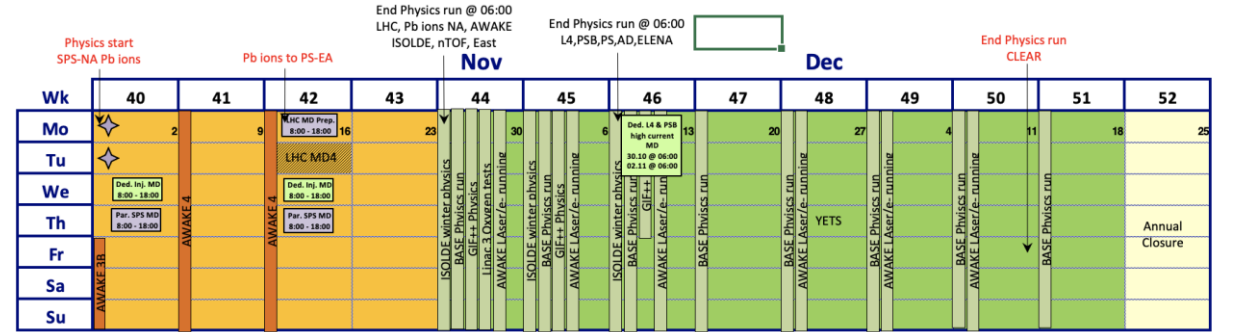 End Physics run @ 06:00
LHC, Pb ions NA, AWAKE
ISOLDE, nTOF, East
End Physics run @ 06:00
L4,PSB,PS,AD,ELENA
Physics start
SPS-NA Pb ions
Pb ions to PS-EA
End Physics run
CLEAR
Nov
Dec
Wk 40 41 42 43 44 45 46 47 48 49 50 51 52
Mo 2 9 16 23 30 6 13 20 27 4 11 18 25
LHC MD Prep.
8:00 - 18:00
Ded. L4 & PSB
high current
MD
30.10 @ 06:00
02.11 @ 06:00
Tu
LHC MD4
We
Ded. Inj. MD
8:00 - 18:00
Ded. Inj. MD
8:00 - 18:00
Th
Par. SPS MD
8:00 - 18:00
Par. SPS MD
8:00 - 18:00
YETS
Annual
Closure
Fr
Sa
Su
AWAKE 3B
AWAKE 4
AWAKE 4
ISOLDE winter physics
BASE Phyiscs run
GIF++ Physics
Linac 3 Oxygen tests
AWAKE LAser/e- running
ISOLDE winter physics
BASE Phyiscs run
GIF++ Physics
AWAKE LAser/e- running
ISOLDE winter physics
BASE Phyiscs run
GIF++
AWAKE LAser/e- running
BASE Phyiscs run
BASE Phyiscs run
AWAKE LAser/e- running
BASE Phyiscs run
AWAKE LAser/e- running
BASE Phyiscs run
AWAKE LAser/e- running
BASE Phyiscs run